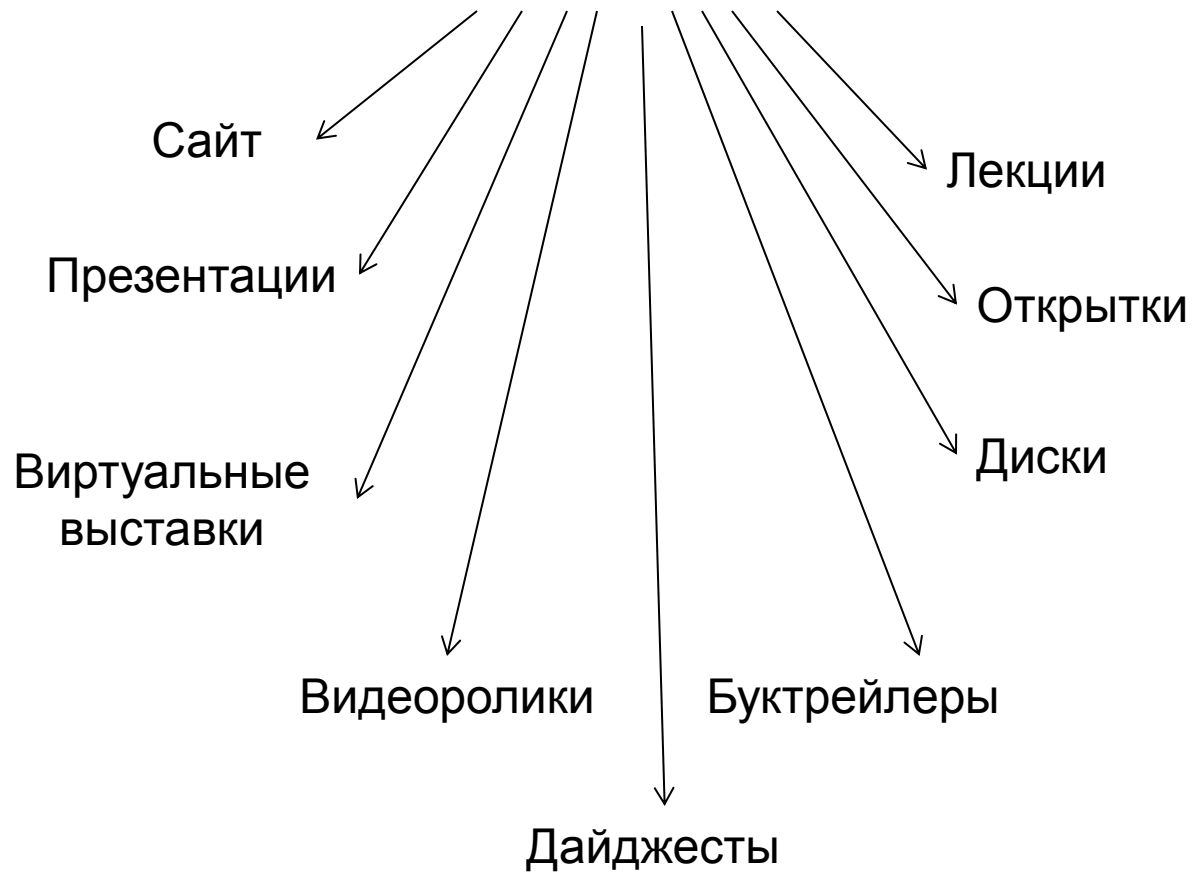 Сайт
Лекции
Презентации
Открытки
Виртуальные
выставки
Диски
Видеоролики
Буктрейлеры
Дайджесты